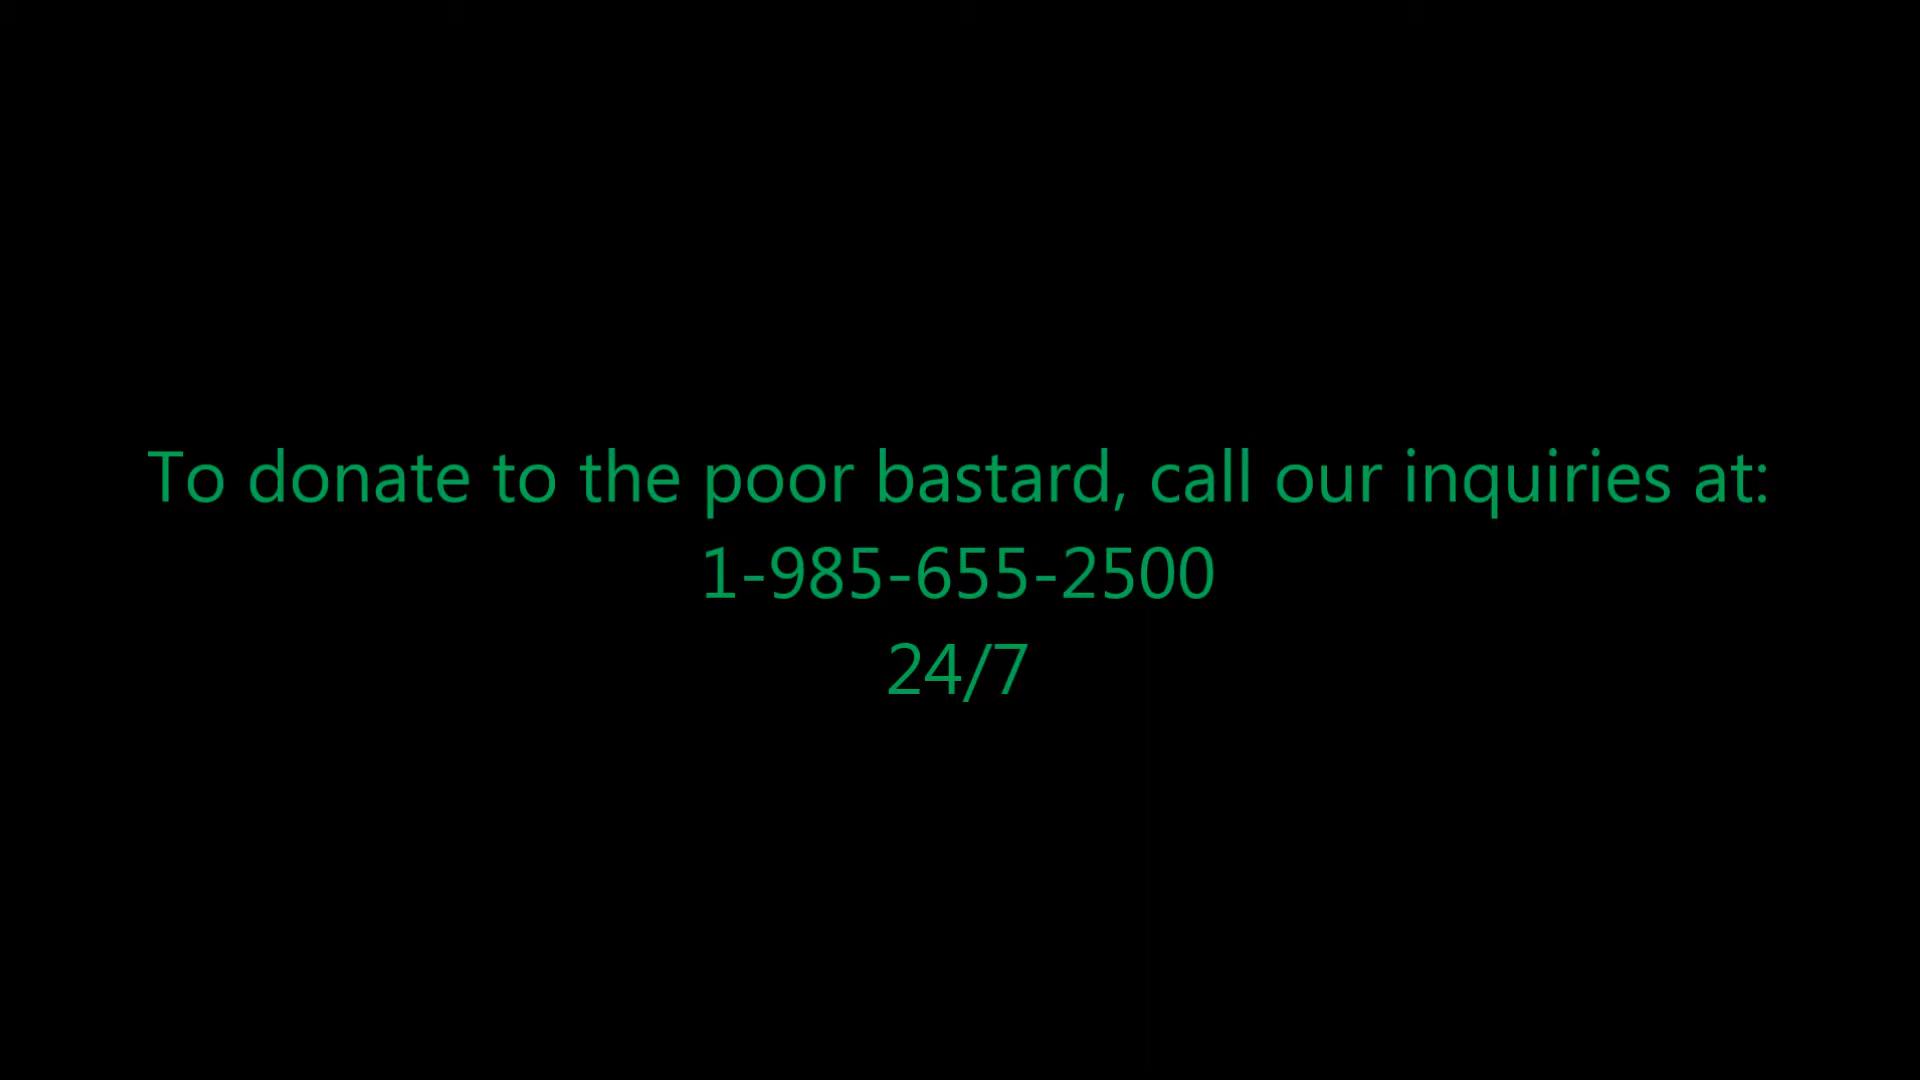 To donate to the poor bastard, call our inquiries at:
1-985-655-2500
24/7